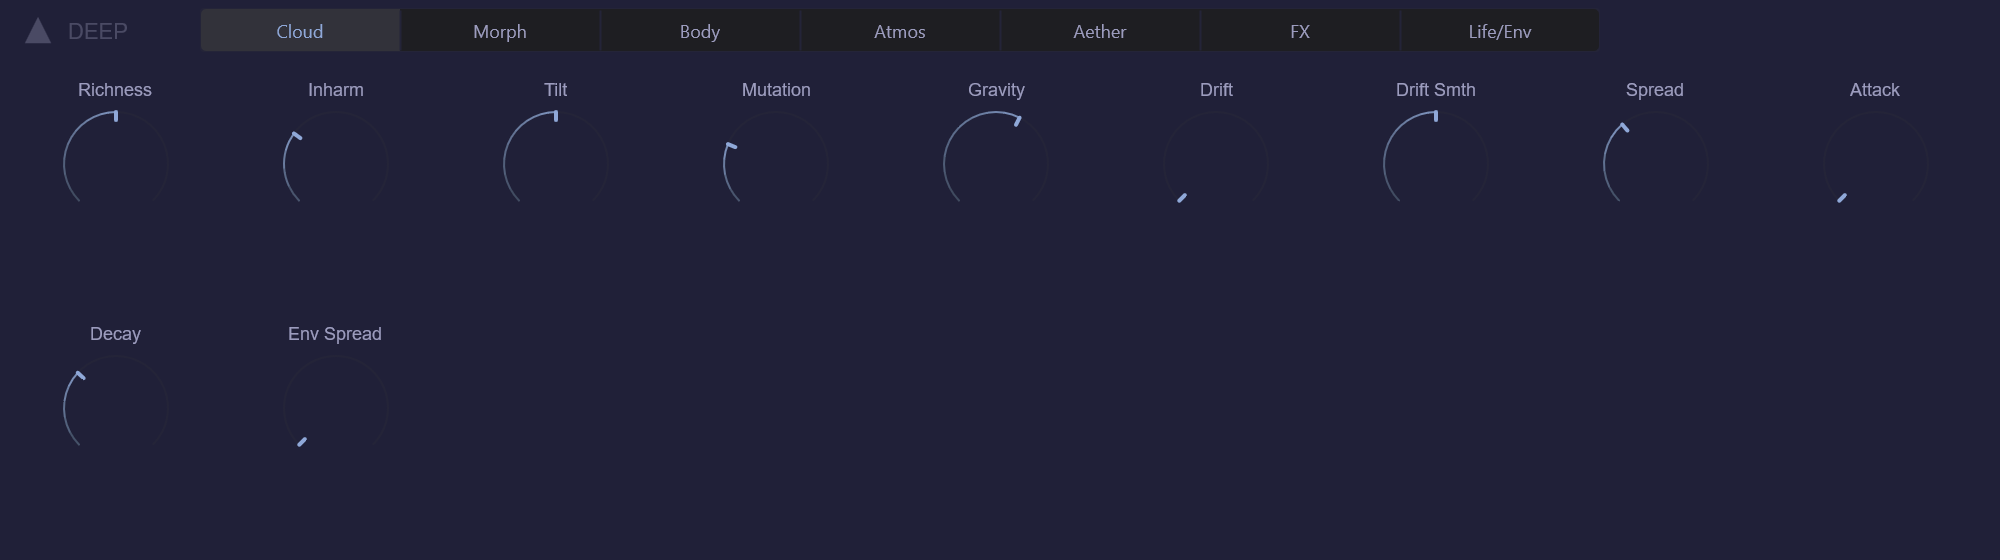 DEEP
Cloud Morph Body Atmos Aether FX Life/Env
Richness Inharm Tilt Mutation Gravity Drift Drift Smth Spread Attack
Decay Env Spread